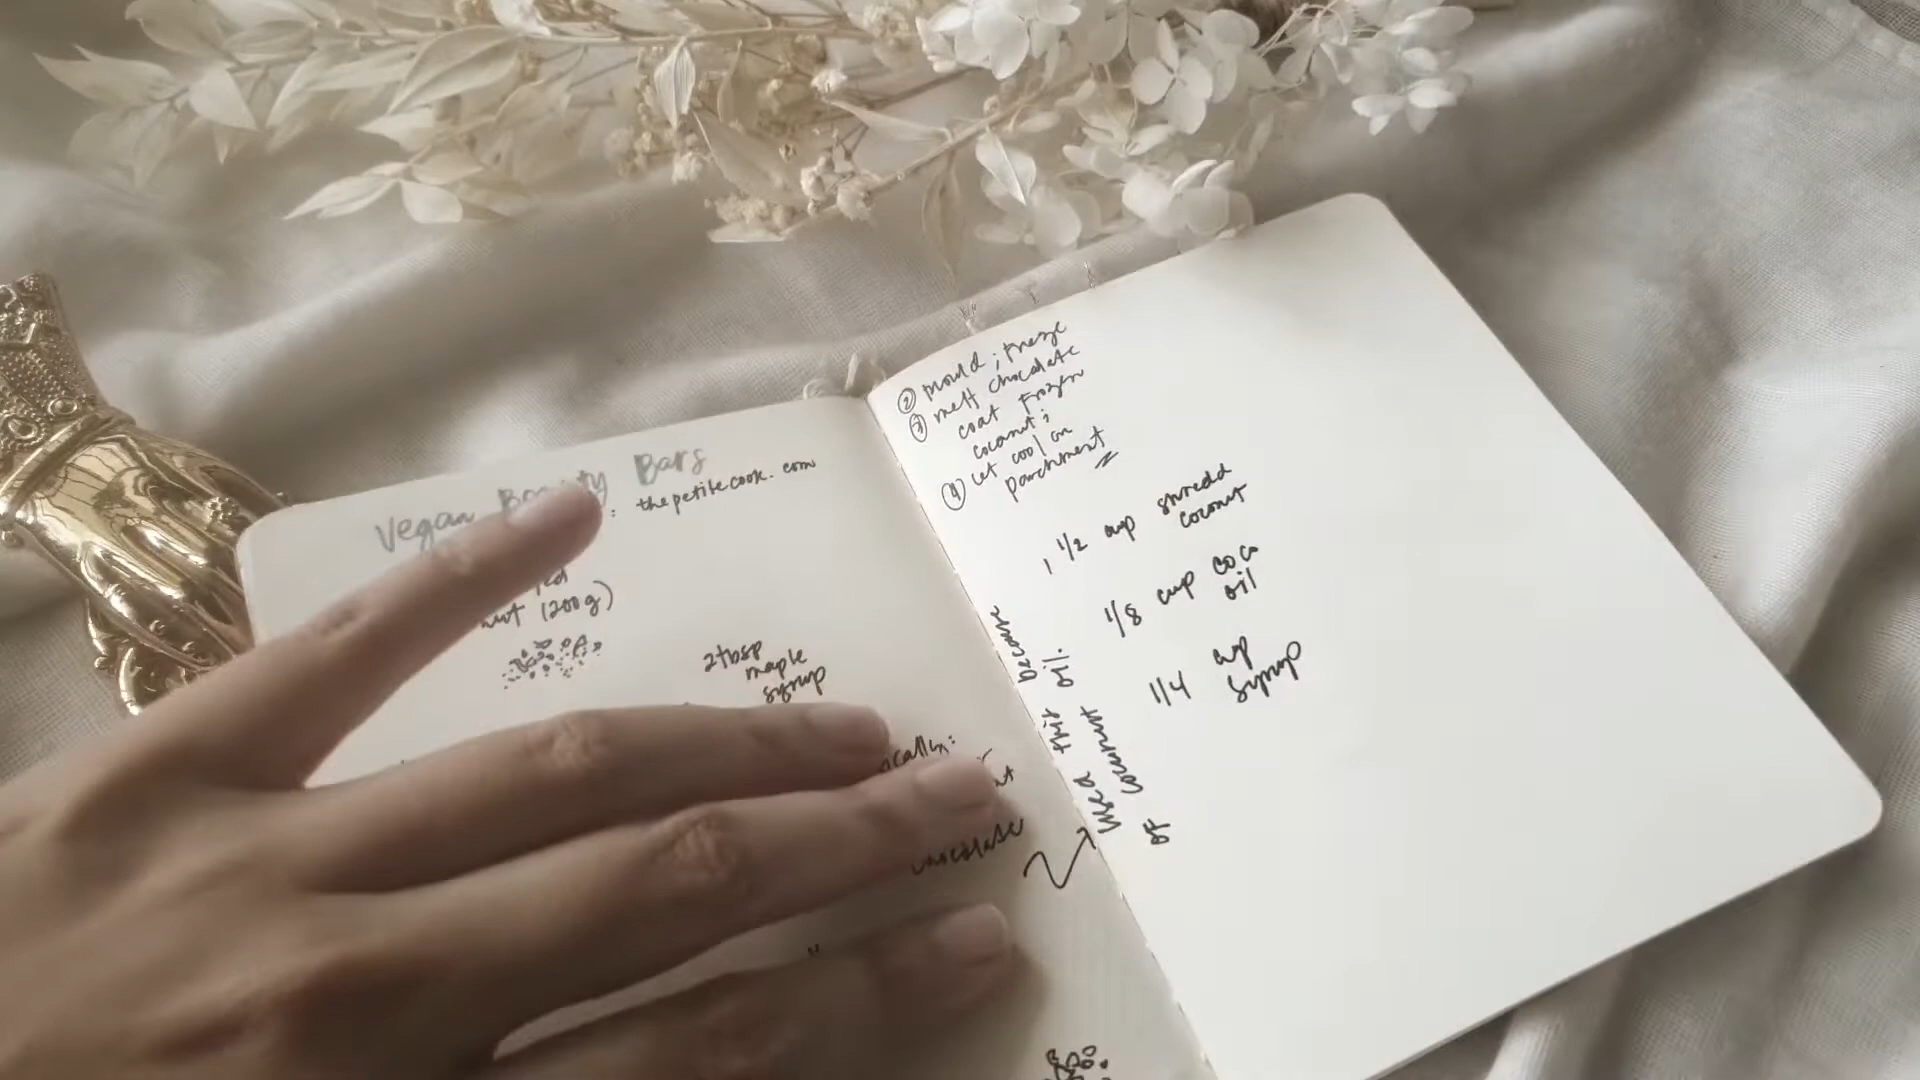 Vegan Bounty Bars
: thepetitecook.com
(200g)
2tbsp
maple
syrup
chocolate
② mould ; freeze
③ melt chocolate
coat frozen
coconut ;
④ let cool on
parchment
1 1/2 cup shredd
coconut
1/8 cup coco
oil
1/4 cup
syrup
Used this because
of coconut oil.